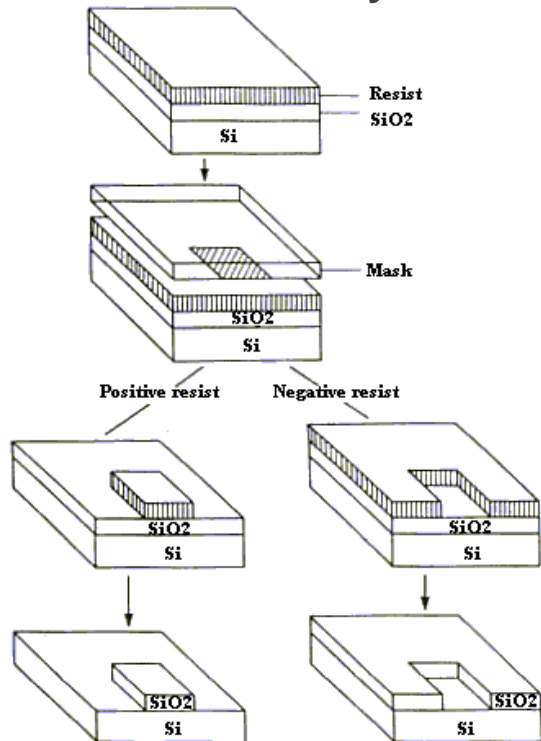 Resist
SiO2
Si
Mask
SiO2
Si
Positive resist Negative resist
SiO2 SiO2
Si Si
SiO2 SiO2
Si Si